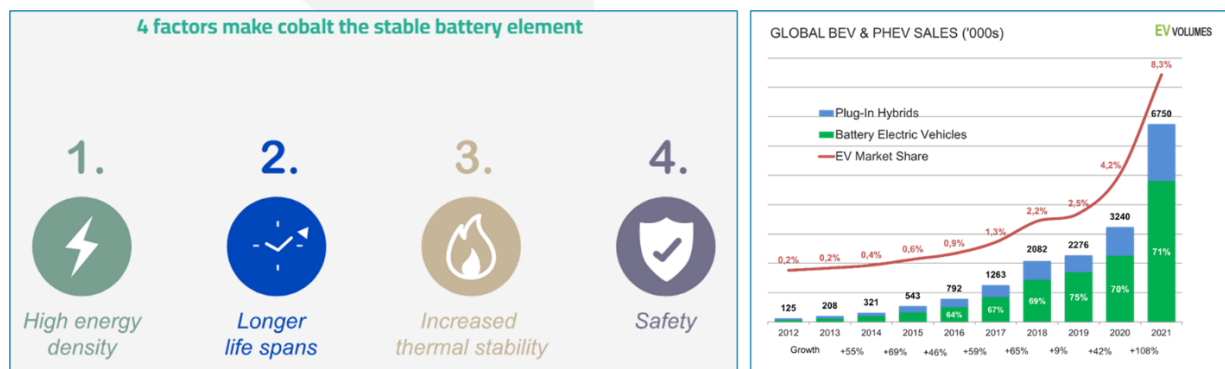 4 factors make cobalt the stable battery element
1.
2.
3.
4.
High energy
density
Longer
life spans
Increased
thermal stability
Safety
GLOBAL BEV & PHEV SALES ('000s)
EV VOLUMES
Plug-In Hybrids
Battery Electric Vehicles
EV Market Share
0,2% 0,2% 0,4% 0,6% 0,9% 1,3% 2,2% 2,5% 4,2% 8,3%
125 208 321 543 792 1263 2082 2276 3240 6750
64% 67% 69% 75% 70% 71%
2012 2013 2014 2015 2016 2017 2018 2019 2020 2021
Growth +55% +69% +46% +59% +65% +9% +42% +108%